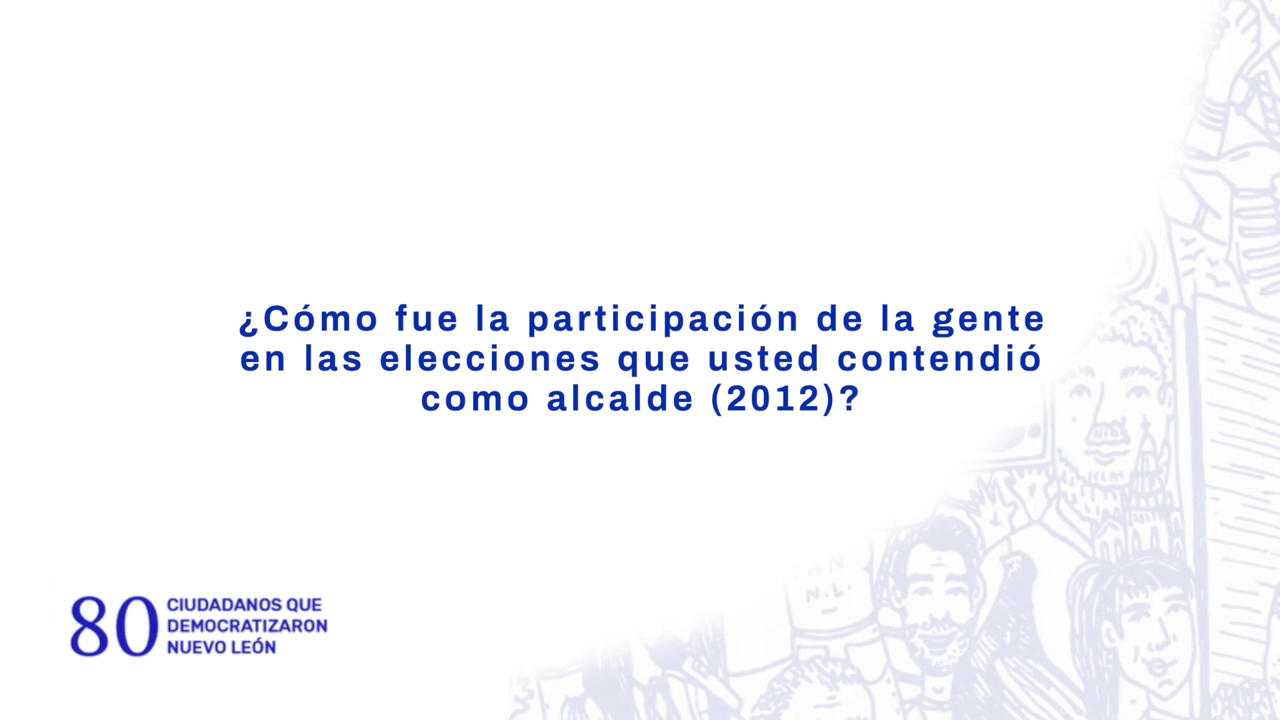 ¿Cómo fue la participación de la gente
en las elecciones que usted contendió
como alcalde (2012)?
PAN
N.L.
80 CIUDADANOS QUE
DEMOCRATIZARON
NUEVO LEÓN